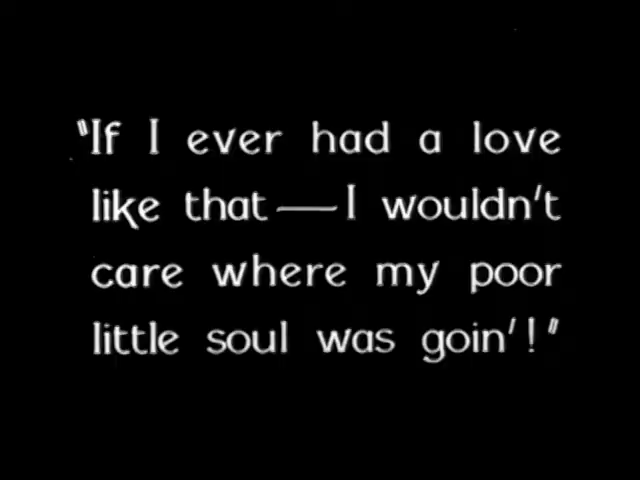 "If I ever had a love
like that — I wouldn't
care where my poor
little soul was goin'!"